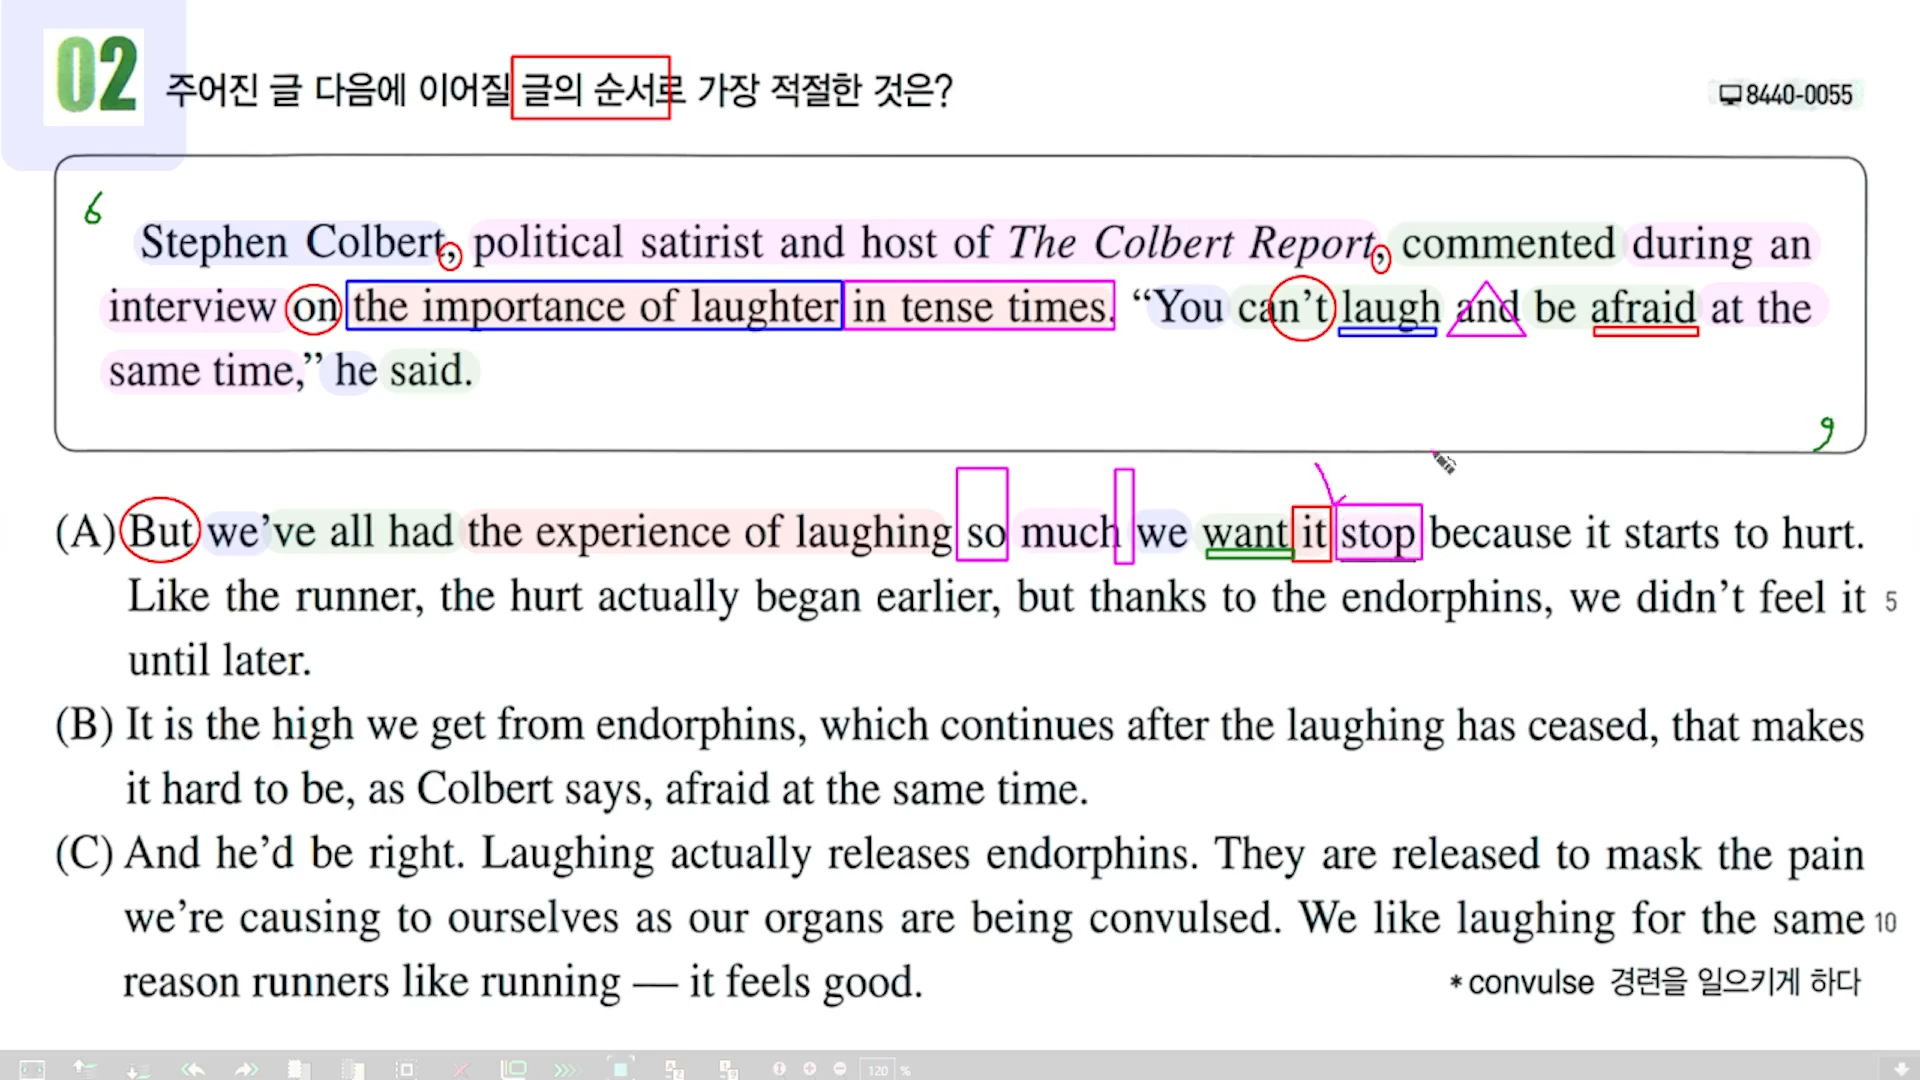 02 주어진 글 다음에 이어질 글의 순서로 가장 적절한 것은? 8440-0055
Stephen Colbert, political satirist and host of The Colbert Report, commented during an
interview on the importance of laughter in tense times. “You can’t laugh and be afraid at the
same time,” he said.
(A) But we’ve all had the experience of laughing so much we want it stop because it starts to hurt.
Like the runner, the hurt actually began earlier, but thanks to the endorphins, we didn’t feel it 5
until later.
(B) It is the high we get from endorphins, which continues after the laughing has ceased, that makes
it hard to be, as Colbert says, afraid at the same time.
(C) And he’d be right. Laughing actually releases endorphins. They are released to mask the pain
we’re causing to ourselves as our organs are being convulsed. We like laughing for the same 10
reason runners like running — it feels good.
*convulse 경련을 일으키게 하다
120 %